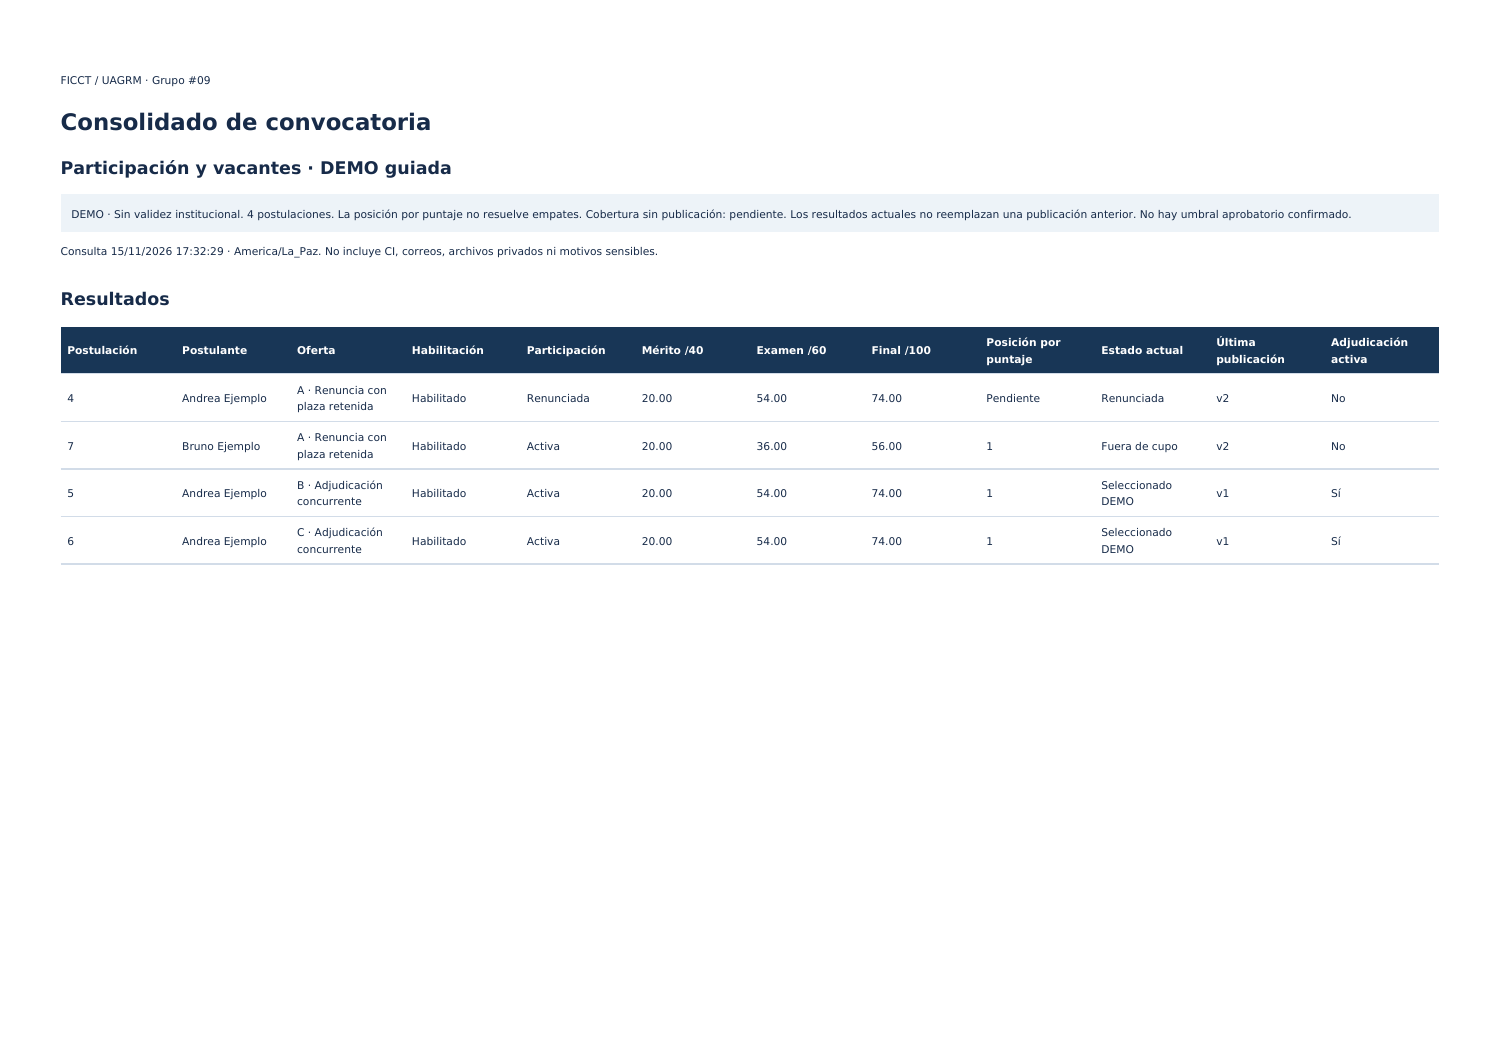 FICCT / UAGRM · Grupo #09
Consolidado de convocatoria
Participación y vacantes · DEMO guiada
DEMO · Sin validez institucional. 4 postulaciones. La posición por puntaje no resuelve empates. Cobertura sin publicación: pendiente. Los resultados actuales no reemplazan una publicación anterior. No hay umbral aprobatorio confirmado.
Consulta 15/11/2026 17:32:29 · America/La_Paz. No incluye CI, correos, archivos privados ni motivos sensibles.
Resultados
Postulación Postulante Oferta Habilitación Participación Mérito /40 Examen /60 Final /100 Posición por puntaje Estado actual Última publicación Adjudicación activa
4 Andrea Ejemplo A · Renuncia con plaza retenida Habilitado Renunciada 20.00 54.00 74.00 Pendiente Renunciada v2 No
7 Bruno Ejemplo A · Renuncia con plaza retenida Habilitado Activa 20.00 36.00 56.00 1 Fuera de cupo v2 No
5 Andrea Ejemplo B · Adjudicación concurrente Habilitado Activa 20.00 54.00 74.00 1 Seleccionado DEMO v1 Sí
6 Andrea Ejemplo C · Adjudicación concurrente Habilitado Activa 20.00 54.00 74.00 1 Seleccionado DEMO v1 Sí